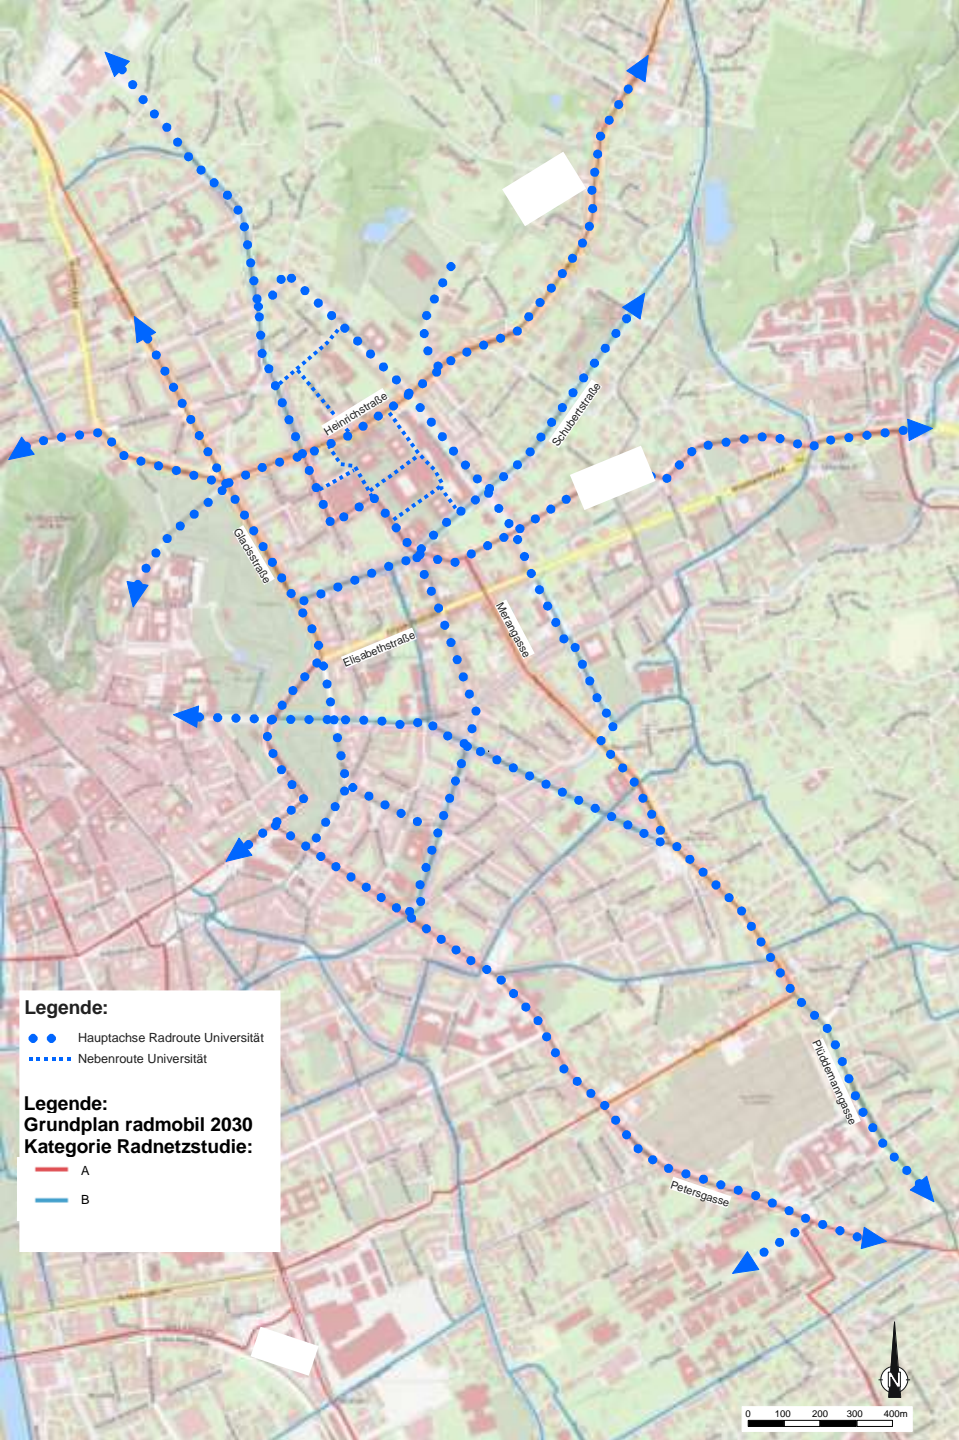 Heinrichstraße
Schubertstraße
Glacisstraße
Elisabethstraße
Merangasse
Plüddemanngasse
Petersgasse
Legende:
Hauptachse Radroute Universität
Nebenroute Universität
Legende:
Grundplan radmobil 2030
Kategorie Radnetzstudie:
A
B
N
0 100 200 300 400m